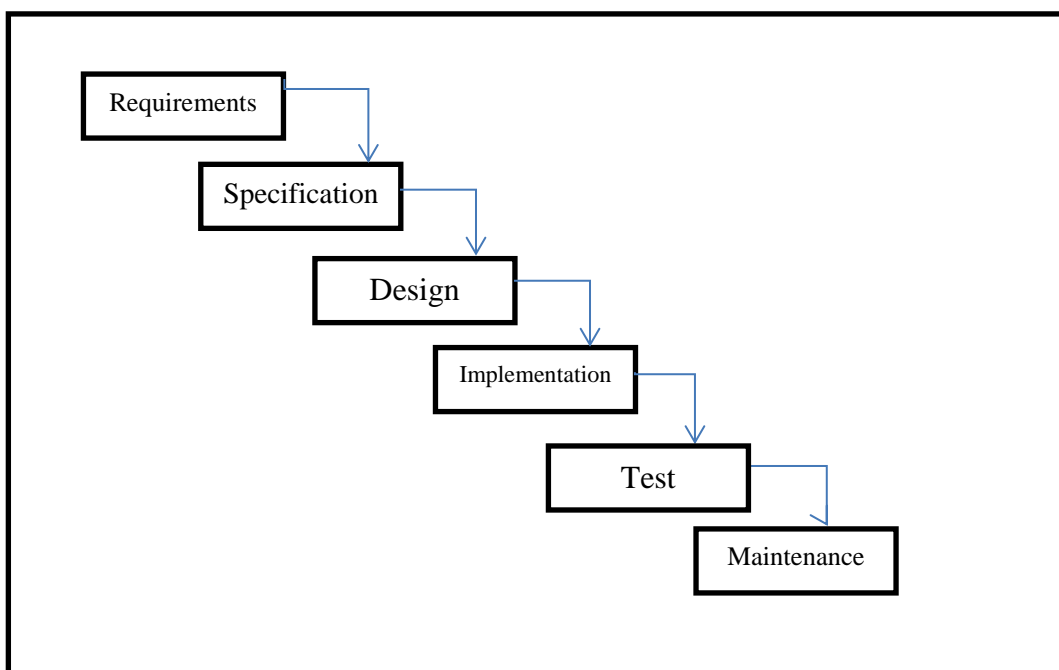 Requirements
Specification
Design
Implementation
Test
Maintenance